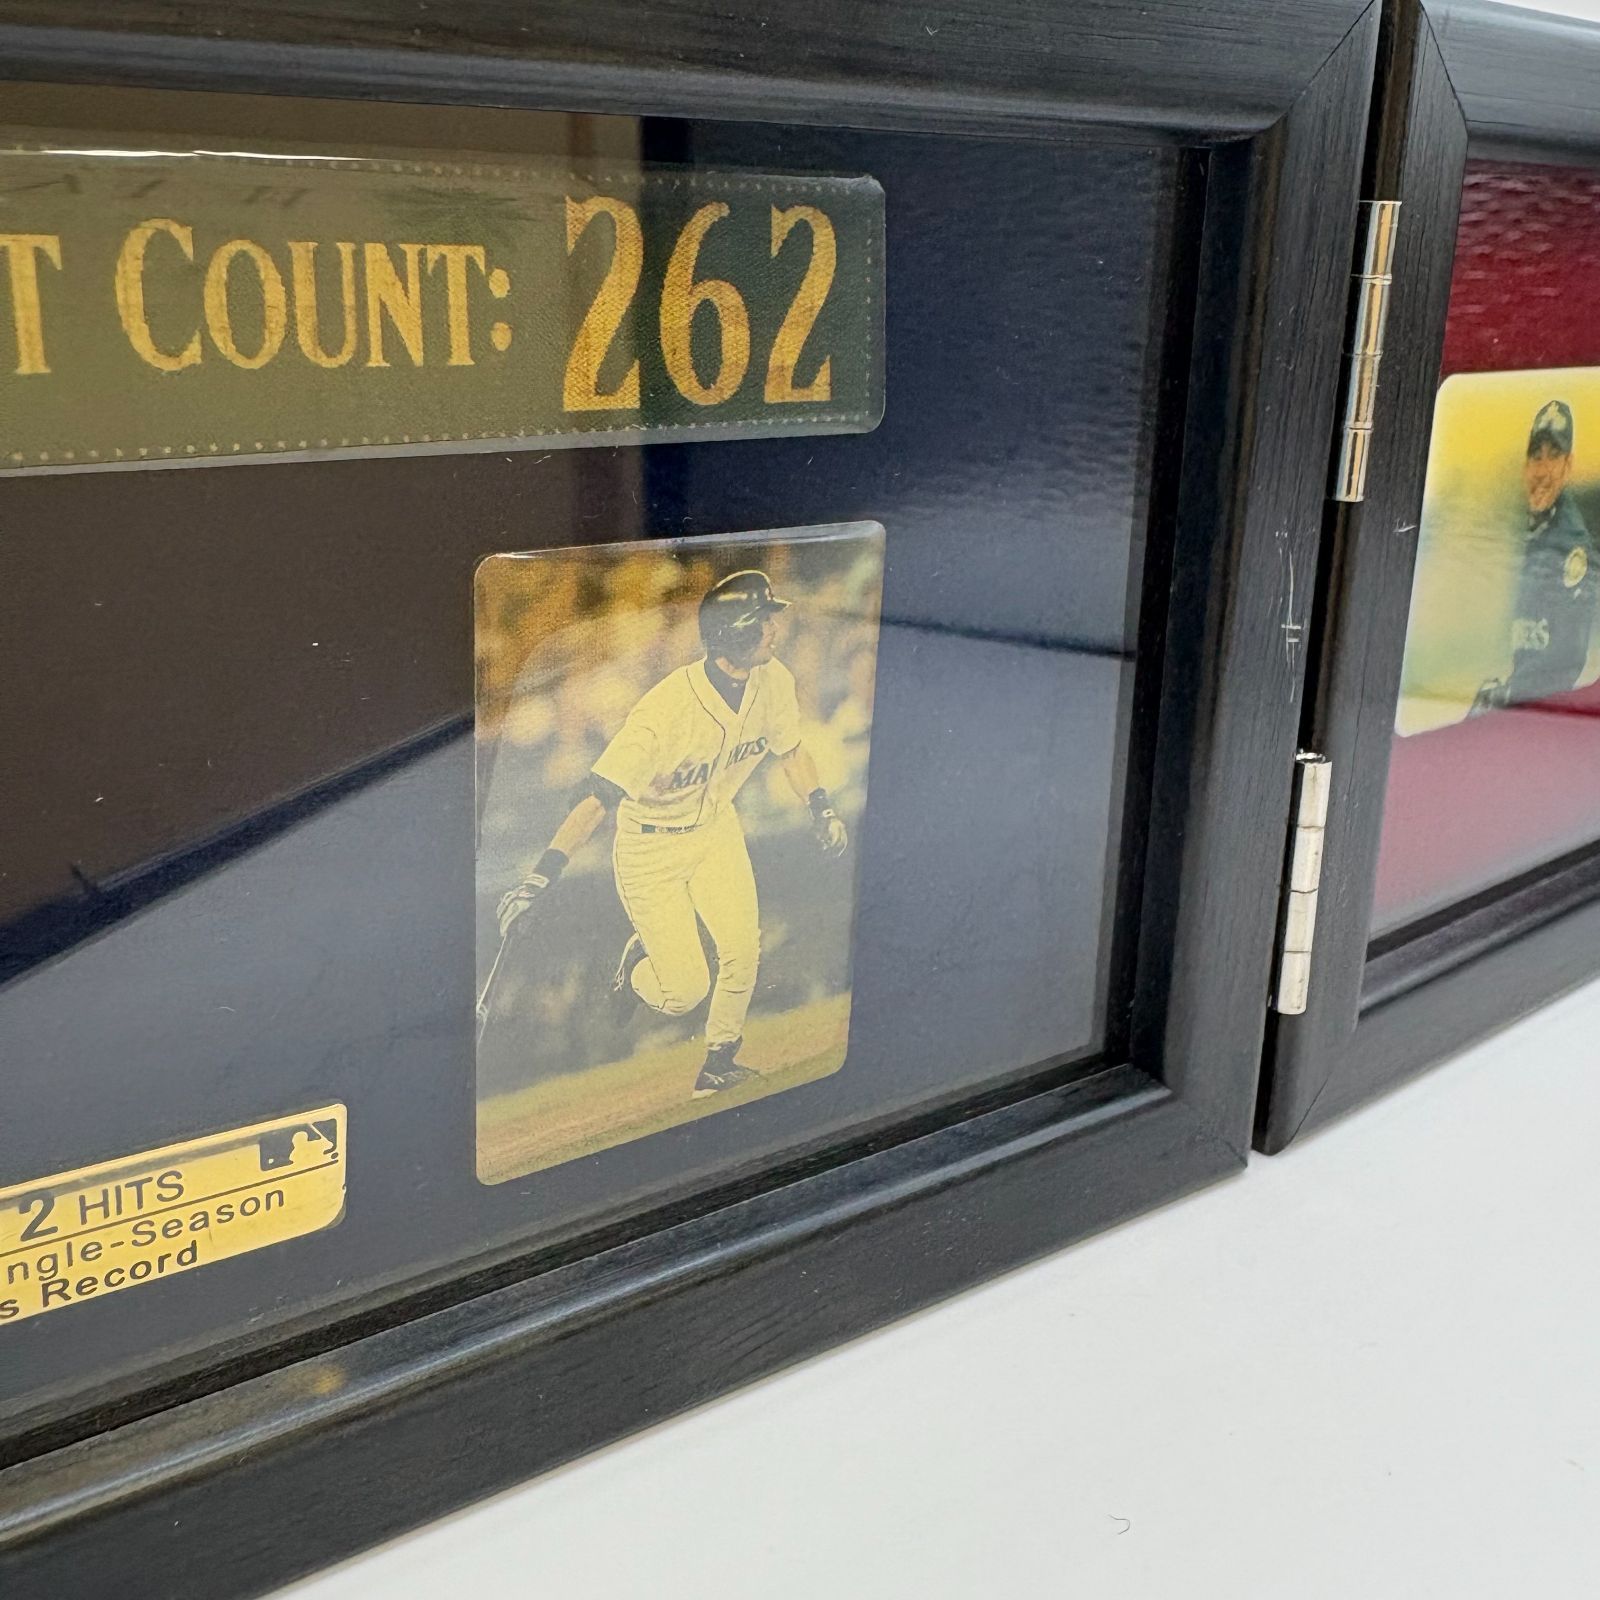 T COUNT: 262
MARINERS
2 HITS
ngle-Season
s Record